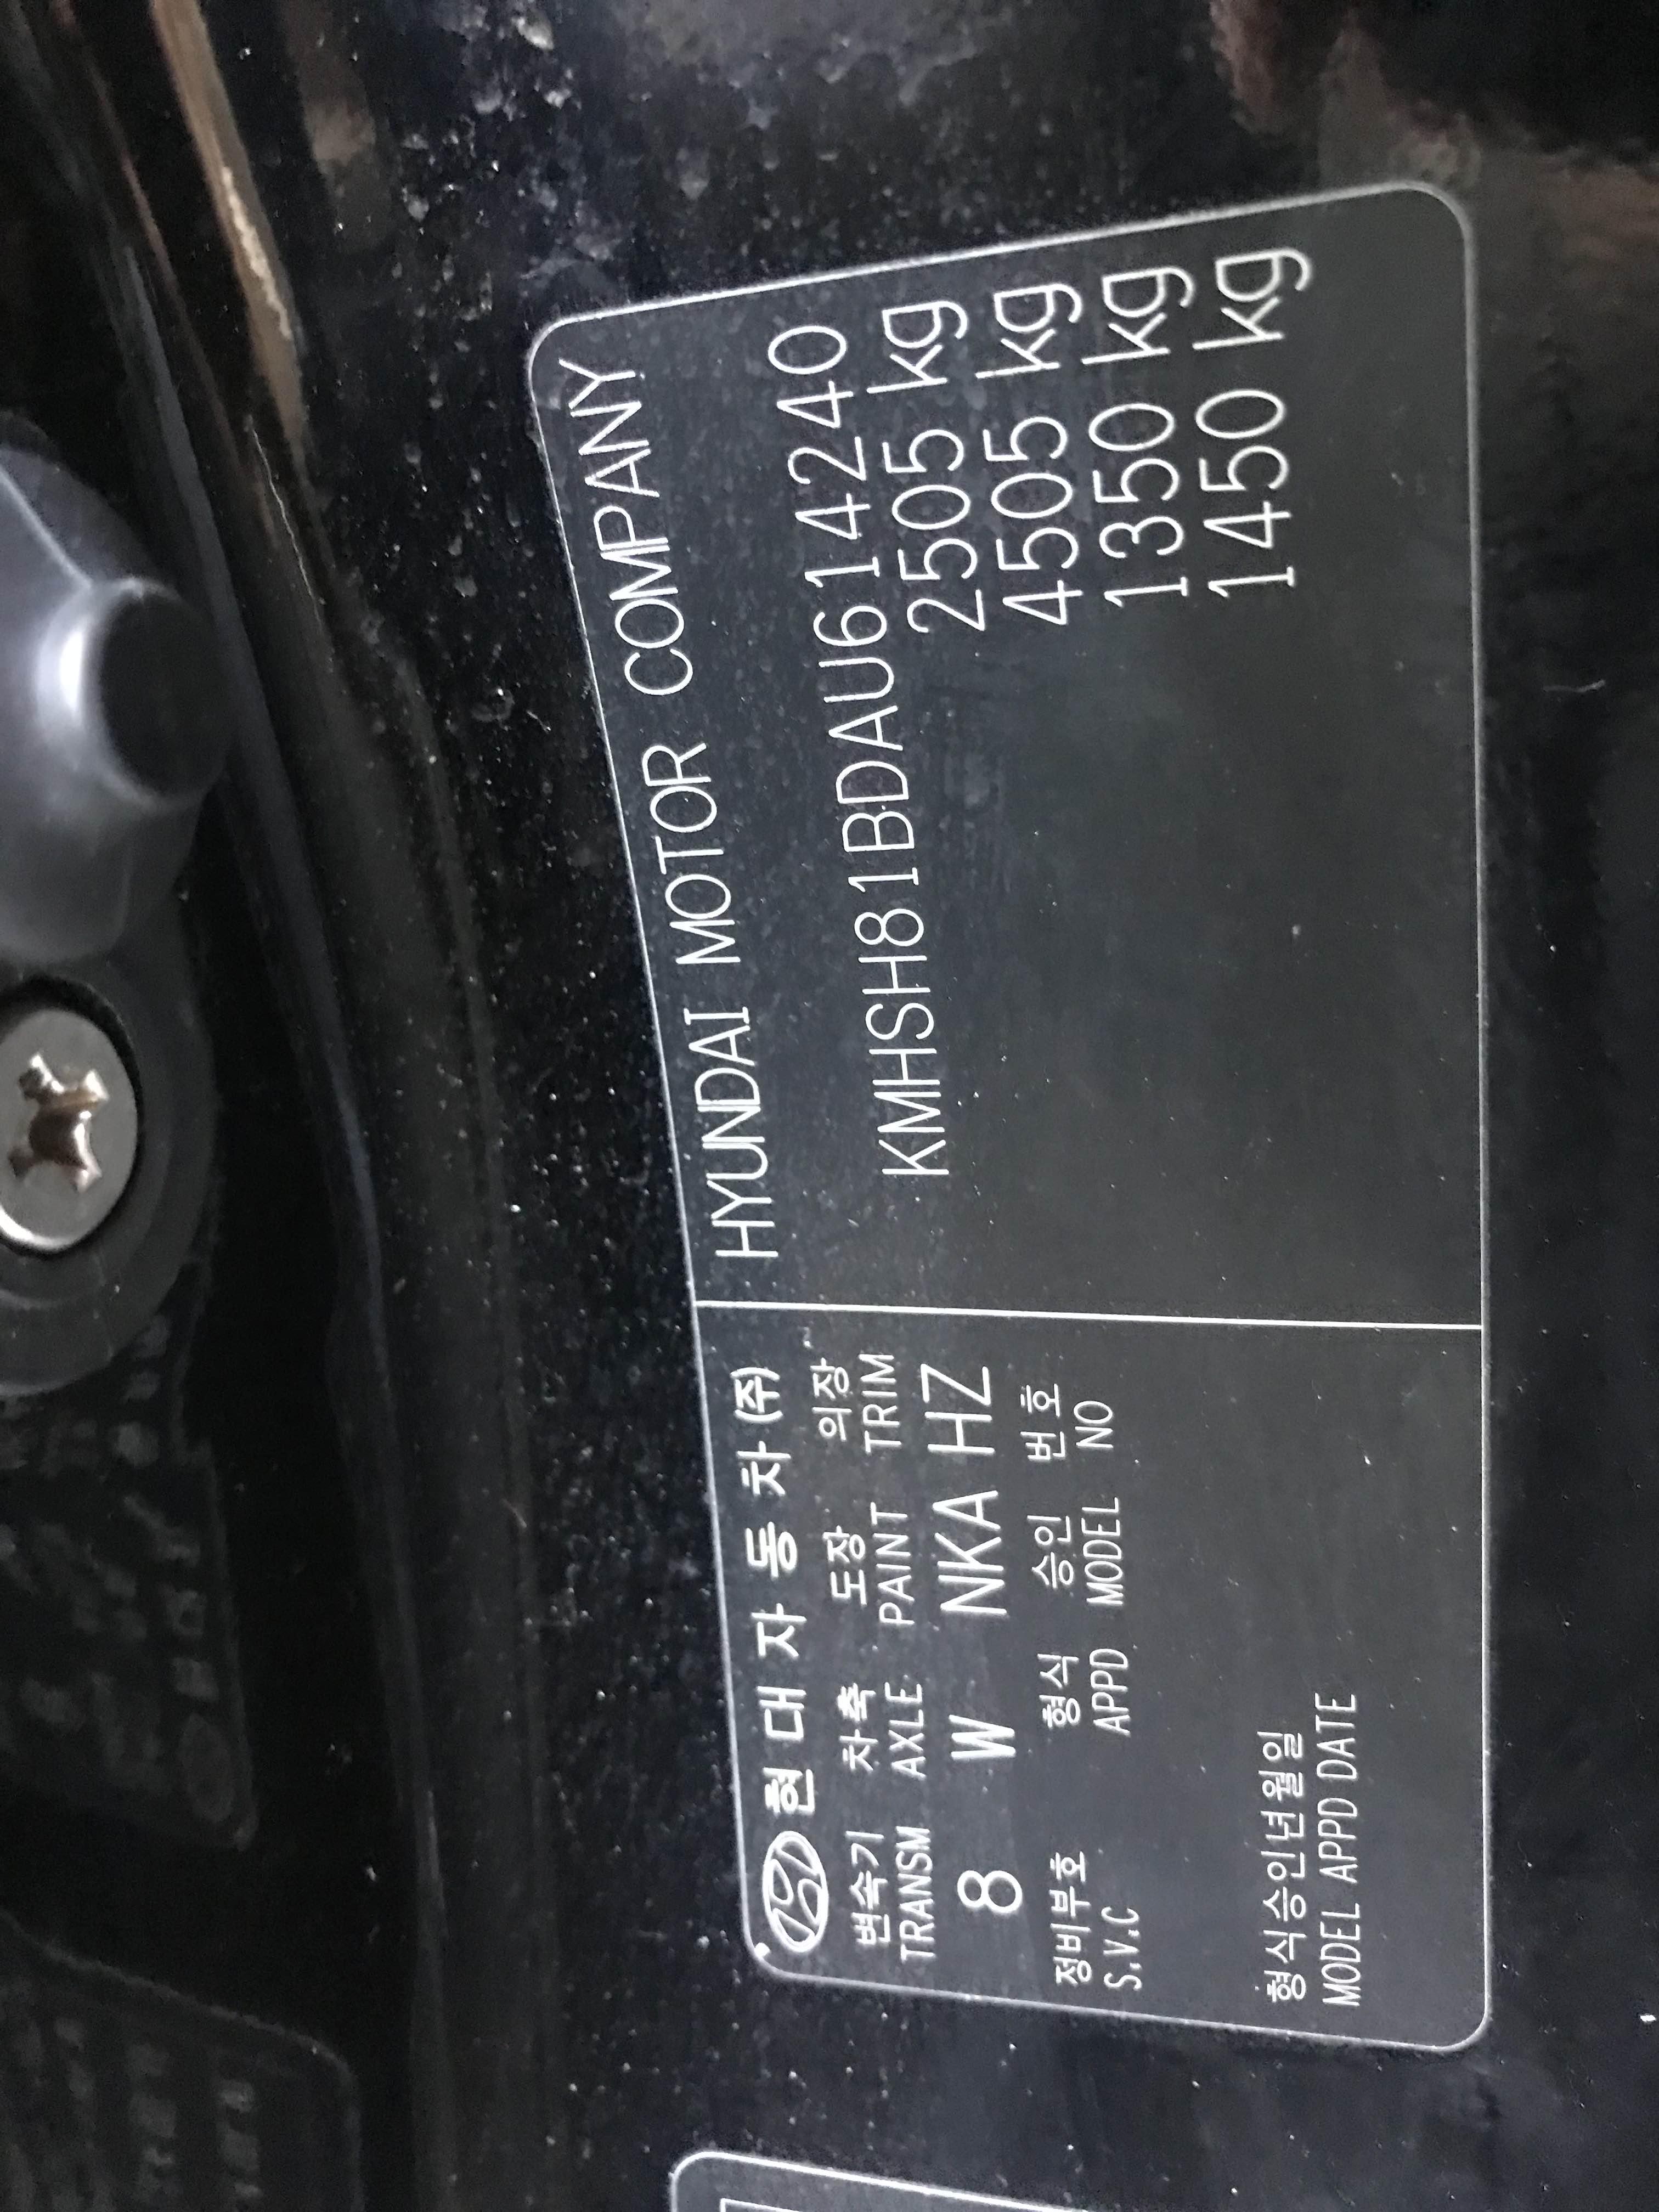 현대자동차(주)
변속기 차축 도장 의장
TRANSM AXLE PAINT TRIM
8 W NKA HZ
정비부호 형식 승인 번호
S.V.C APPD MODEL NO
형식승인년월일
MODEL APPD DATE
HYUNDAI MOTOR COMPANY
KMHSH81BDAU614240
2505 kg
4505 kg
1350 kg
1450 kg